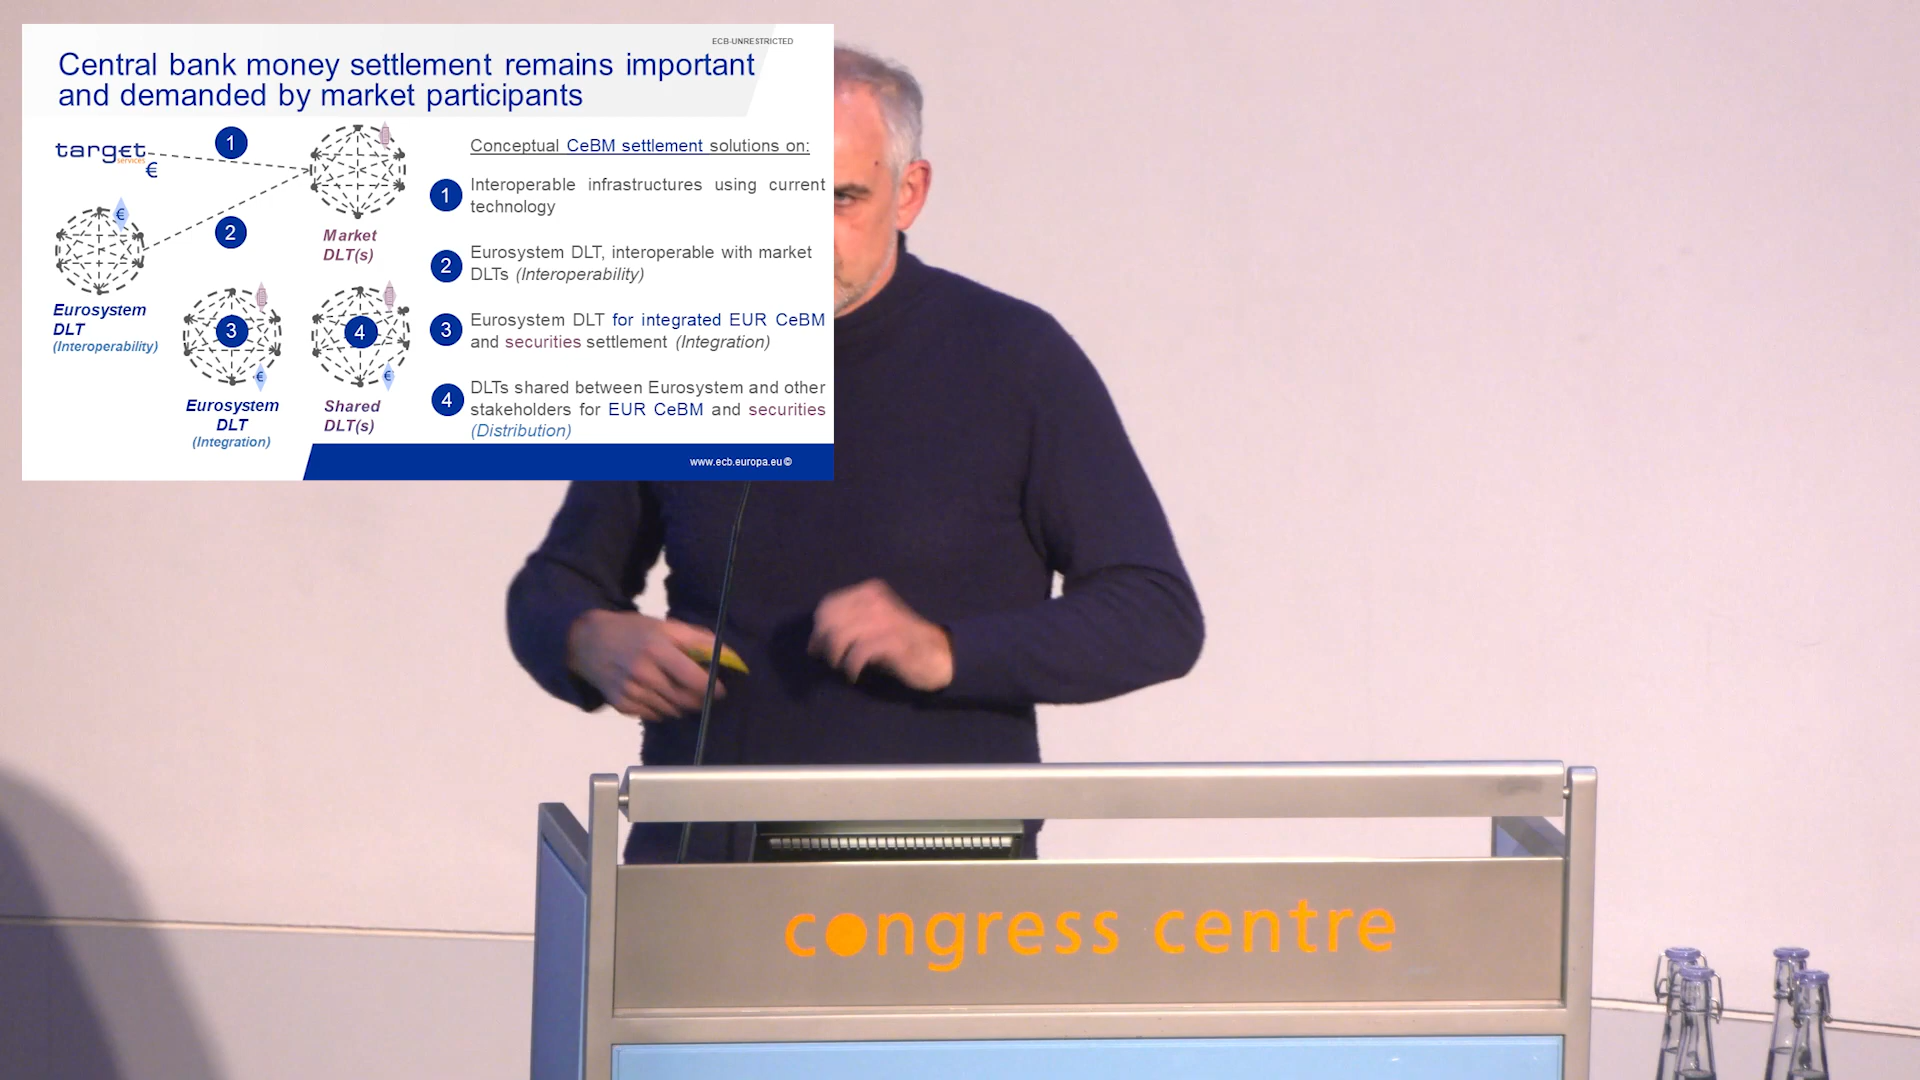 ECB-UNRESTRICTED
Central bank money settlement remains important
and demanded by market participants
target
services
€
1
2
€
Market
DLT(s)
Eurosystem
DLT
(Interoperability)
3
€
Eurosystem
DLT
(Integration)
4
€
Shared
DLT(s)
Conceptual CeBM settlement solutions on:
1
Interoperable infrastructures using current
technology
2
Eurosystem DLT, interoperable with market
DLTs (Interoperability)
3
Eurosystem DLT for integrated EUR CeBM
and securities settlement (Integration)
4
DLTs shared between Eurosystem and other
stakeholders for EUR CeBM and securities
(Distribution)
www.ecb.europa.eu ©
congress centre